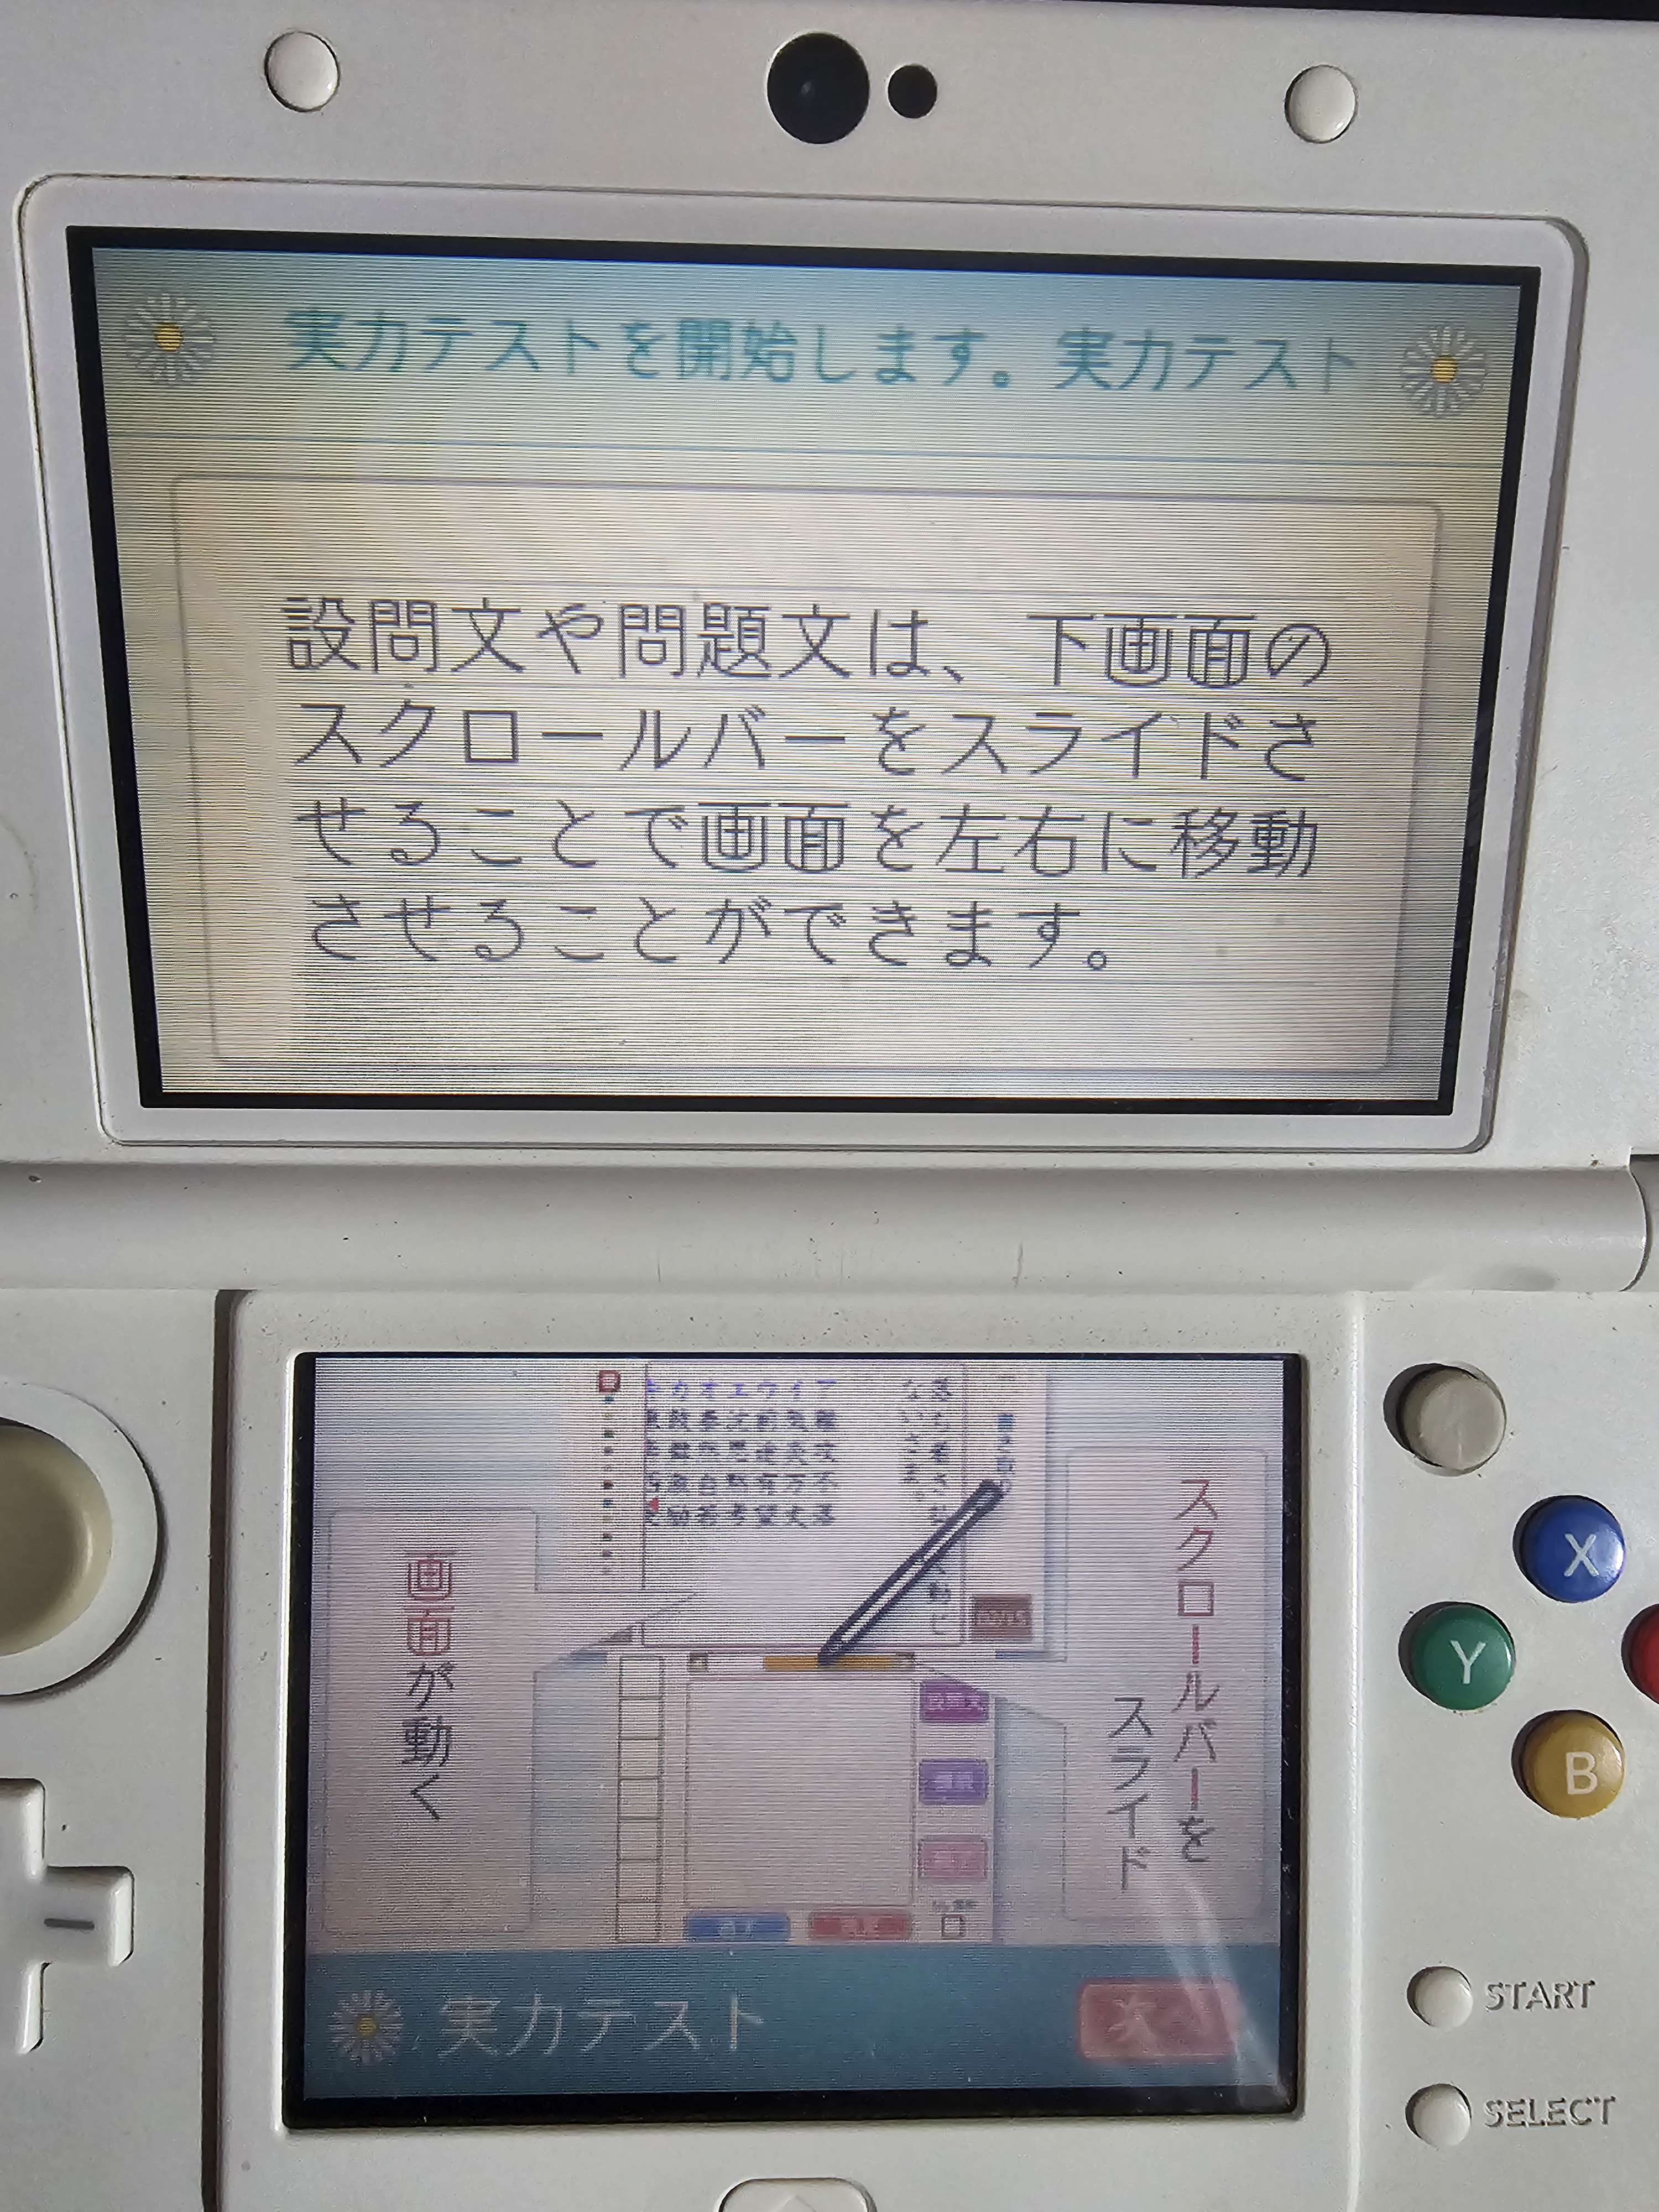 実力テストを開始します。実力テスト
設問文や問題文は、下画面の
スクロールバーをスライドさ
せることで画面を左右に移動
させることができます。
スクロールバーを
スライド
画面が動く
実力テスト
次へ
X
Y
B
START
SELECT